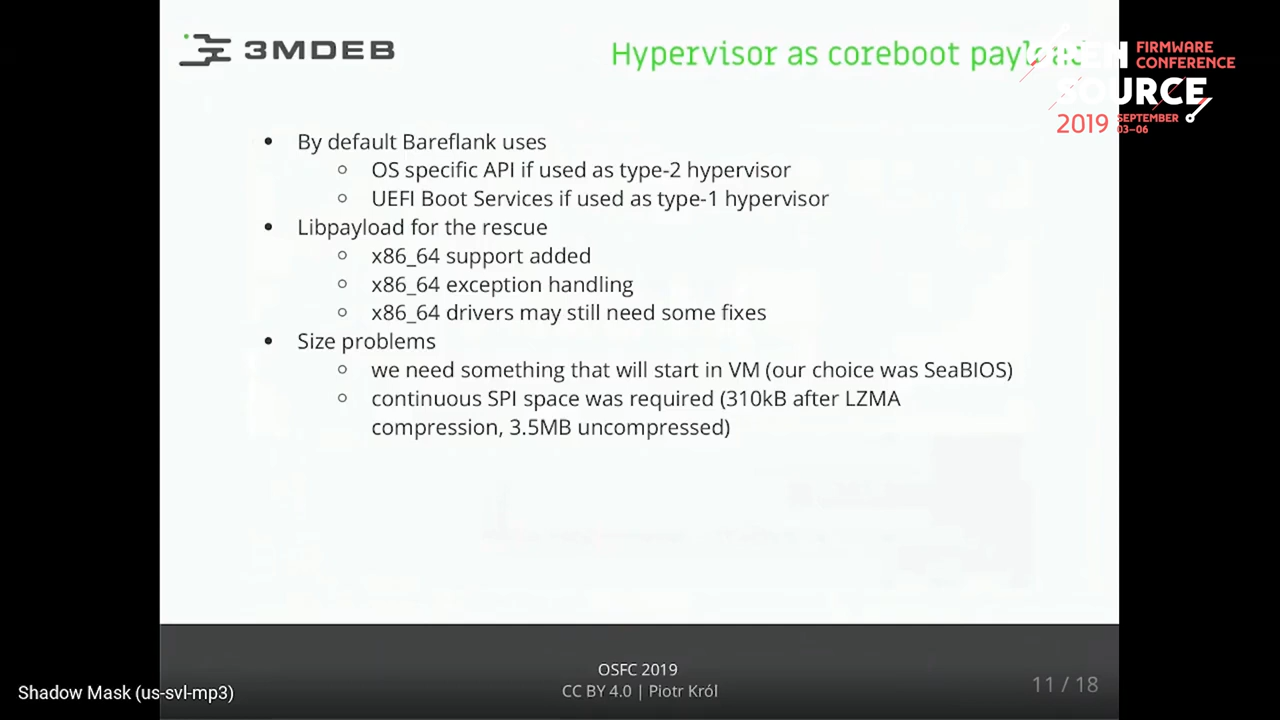 3MDEB
Hypervisor as coreboot
OPEN SOURCE
FIRMWARE
CONFERENCE
2019 SEPTEMBER
03–06
• By default Bareflank uses
○ OS specific API if used as type-2 hypervisor
○ UEFI Boot Services if used as type-1 hypervisor
• Libpayload for the rescue
○ x86_64 support added
○ x86_64 exception handling
○ x86_64 drivers may still need some fixes
• Size problems
○ we need something that will start in VM (our choice was SeaBIOS)
○ continuous SPI space was required (310kB after LZMA
compression, 3.5MB uncompressed)
OSFC 2019
CC BY 4.0 | Piotr Król
11 / 18
Shadow Mask (us-svl-mp3)